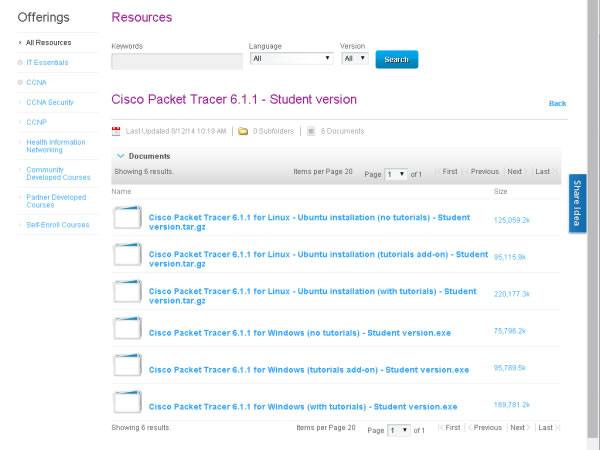 Offerings
All Resources
IT Essentials
CCNA
CCNA Security
CCNP
Health Information
Networking
Community
Developed Courses
Partner Developed
Courses
Self-Enroll Courses
Resources
Keywords
Language
Version
All
All
Search
Cisco Packet Tracer 6.1.1 - Student version
Back
Last Updated 8/12/14 10:19 AM
0 Subfolders
6 Documents
Documents
Showing 6 results.
Items per Page 20
Page 1 of 1
First
Previous
Next
Last
Name
Size
Cisco Packet Tracer 6.1.1 for Linux - Ubuntu installation (no tutorials) - Student
version.tar.gz
125,059.2k
Cisco Packet Tracer 6.1.1 for Linux - Ubuntu installation (tutorials add-on) - Student
version.tar.gz
95,115.9k
Cisco Packet Tracer 6.1.1 for Linux - Ubuntu installation (with tutorials) - Student
version.tar.gz
220,177.3k
Cisco Packet Tracer 6.1.1 for Windows (no tutorials) - Student version.exe
75,796.2k
Cisco Packet Tracer 6.1.1 for Windows (tutorials add-on) - Student version.exe
95,789.5k
Cisco Packet Tracer 6.1.1 for Windows (with tutorials) - Student version.exe
169,781.2k
Showing 6 results.
Items per Page 20
Page 1 of 1
First
Previous
Next
Last
Share Idea